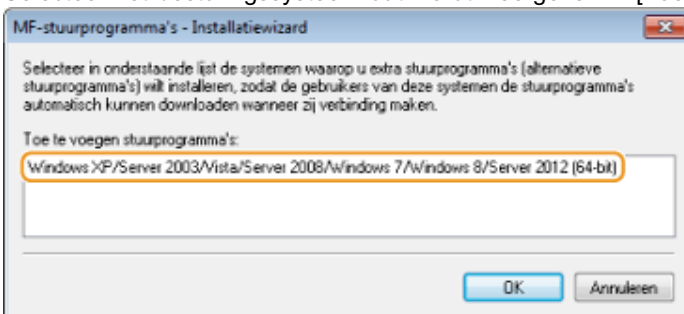 MF-stuurprogramma's - Installatiewizard
Selecteer in onderstaande lijst de systemen waarop u extra stuurprogramma's (alternatieve
stuurprogramma's) wilt installeren, zodat de gebruikers van deze systemen de stuurprogramma's
automatisch kunnen downloaden wanneer zij verbinding maken.
Toe te voegen stuurprogramma's:
Windows XP/Server 2003/Vista/Server 2008/Windows 7/Windows 8/Server 2012 (64-bit)
OK
Annuleren